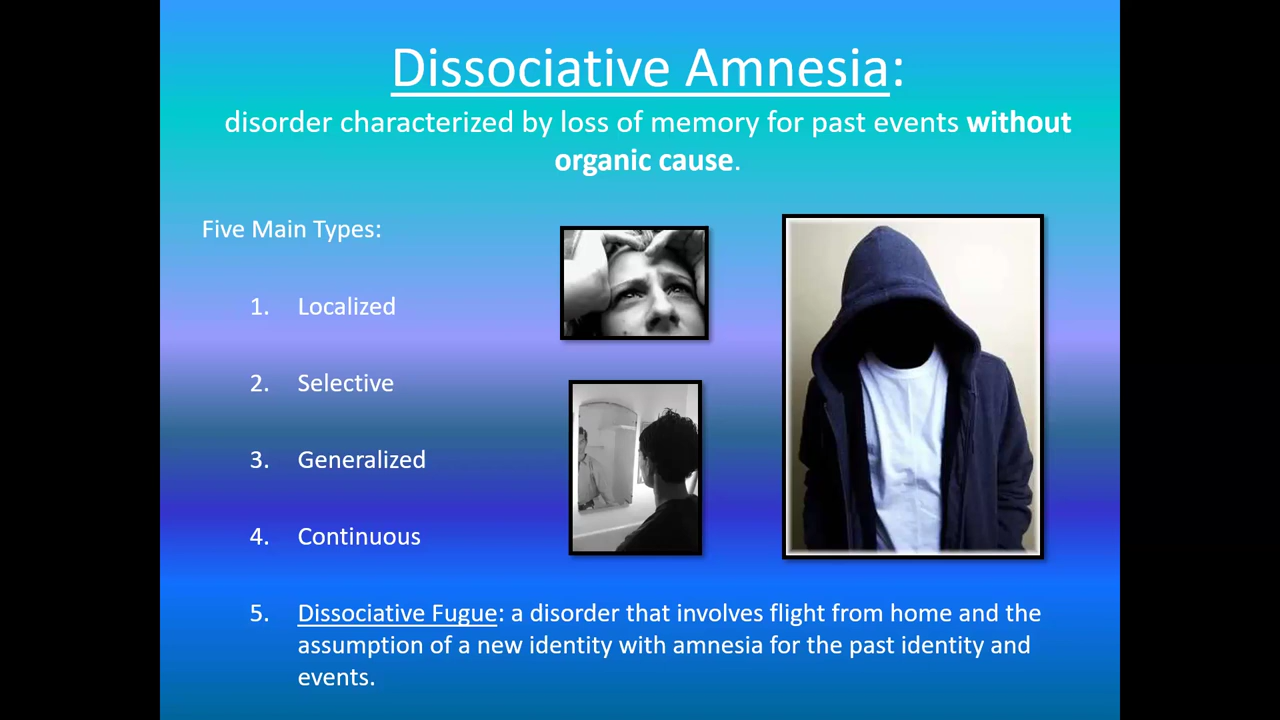 Dissociative Amnesia:
disorder characterized by loss of memory for past events without
organic cause.
Five Main Types:
1. Localized
2. Selective
3. Generalized
4. Continuous
5. Dissociative Fugue: a disorder that involves flight from home and the
assumption of a new identity with amnesia for the past identity and
events.